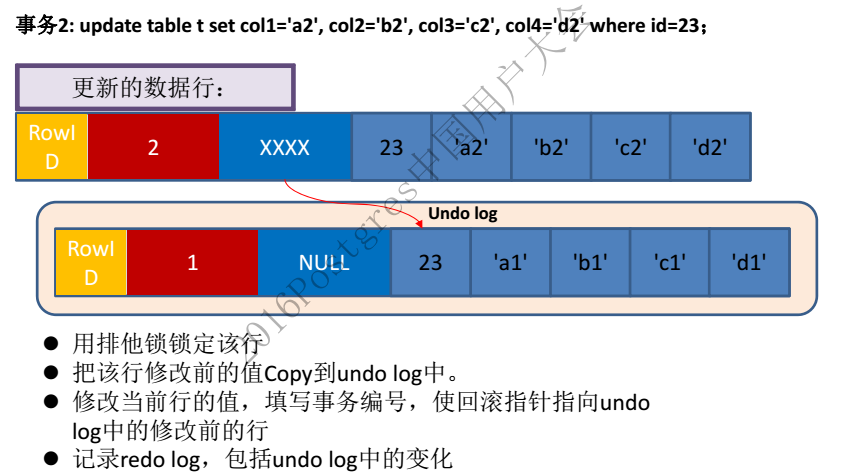 事务2: update table t set col1='a2', col2='b2', col3='c2', col4='d2' where id=23；
更新的数据行：
RowI
D
2
XXXX
23
'a2'
'b2'
'c2'
'd2'
Undo log
RowI
D
1
NULL
23
'a1'
'b1'
'c1'
'd1'
● 用排他锁锁定该行
● 把该行修改前的值Copy到undo log中。
● 修改当前行的值，填写事务编号，使回滚指针指向undo
log中的修改前的行
● 记录redo log，包括undo log中的变化
2016Postgres中国用户大会